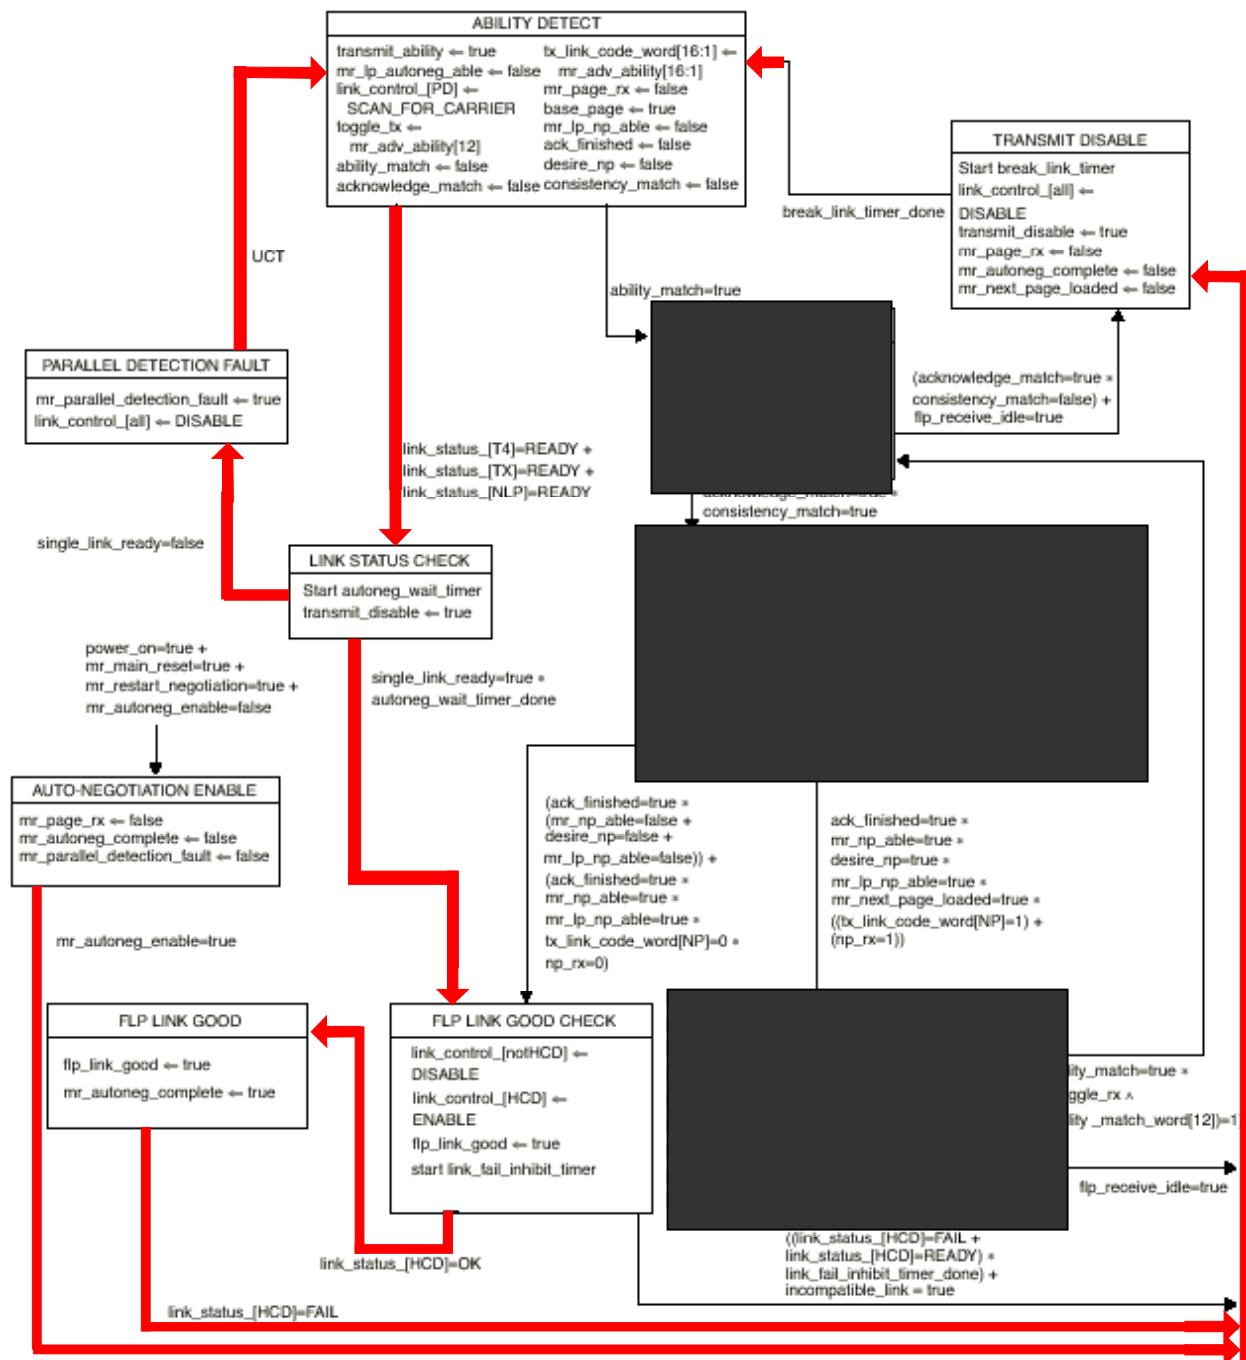 ABILITY DETECT
transmit_ability ⇐ true
mr_lp_autoneg_able ⇐ false
link_control_[PD] ⇐
SCAN_FOR_CARRIER
toggle_tx ⇐
mr_adv_ability[12]
ability_match ⇐ false
acknowledge_match ⇐ false
tx_link_code_word[16:1] ⇐
mr_adv_ability[16:1]
mr_page_rx ⇐ false
base_page ⇐ true
mr_lp_np_able ⇐ false
ack_finished ⇐ false
desire_np ⇐ false
consistency_match ⇐ false
TRANSMIT DISABLE
Start break_link_timer
link_control_[all] ⇐
DISABLE
transmit_disable ⇐ true
mr_page_rx ⇐ false
mr_autoneg_complete ⇐ false
mr_next_page_loaded ⇐ false
break_link_timer_done
UCT
ability_match=true
PARALLEL DETECTION FAULT
mr_parallel_detection_fault ⇐ true
link_control_[all] ⇐ DISABLE
(acknowledge_match=true *
consistency_match=false) +
flp_receive_idle=true
link_status_[T4]=READY +
link_status_[TX]=READY +
link_status_[NLP]=READY
acknowledge_match=true *
consistency_match=true
single_link_ready=false
LINK STATUS CHECK
Start autoneg_wait_timer
transmit_disable ⇐ true
power_on=true +
mr_main_reset=true +
mr_restart_negotiation=true +
mr_autoneg_enable=false
single_link_ready=true *
autoneg_wait_timer_done
AUTO-NEGOTIATION ENABLE
mr_page_rx ⇐ false
mr_autoneg_complete ⇐ false
mr_parallel_detection_fault ⇐ false
(ack_finished=true *
(mr_np_able=false +
desire_np=false +
mr_lp_np_able=false)) +
(ack_finished=true *
mr_np_able=true *
mr_lp_np_able=true *
tx_link_code_word[NP]=0 *
np_rx=0)
ack_finished=true *
mr_np_able=true *
desire_np=true *
mr_lp_np_able=true *
mr_next_page_loaded=true *
((tx_link_code_word[NP]=1) +
(np_rx=1))
mr_autoneg_enable=true
FLP LINK GOOD
flp_link_good ⇐ true
mr_autoneg_complete ⇐ true
FLP LINK GOOD CHECK
link_control_[notHCD] ⇐
DISABLE
link_control_[HCD] ⇐
ENABLE
flp_link_good ⇐ true
start link_fail_inhibit_timer
lity_match=true *
ggle_rx ∧
lity _match_word[12])=1)
flp_receive_idle=true
link_status_[HCD]=OK
((link_status_[HCD]=FAIL +
link_status_[HCD]=READY) *
link_fail_inhibit_timer_done) +
incompatible_link = true
link_status_[HCD]=FAIL